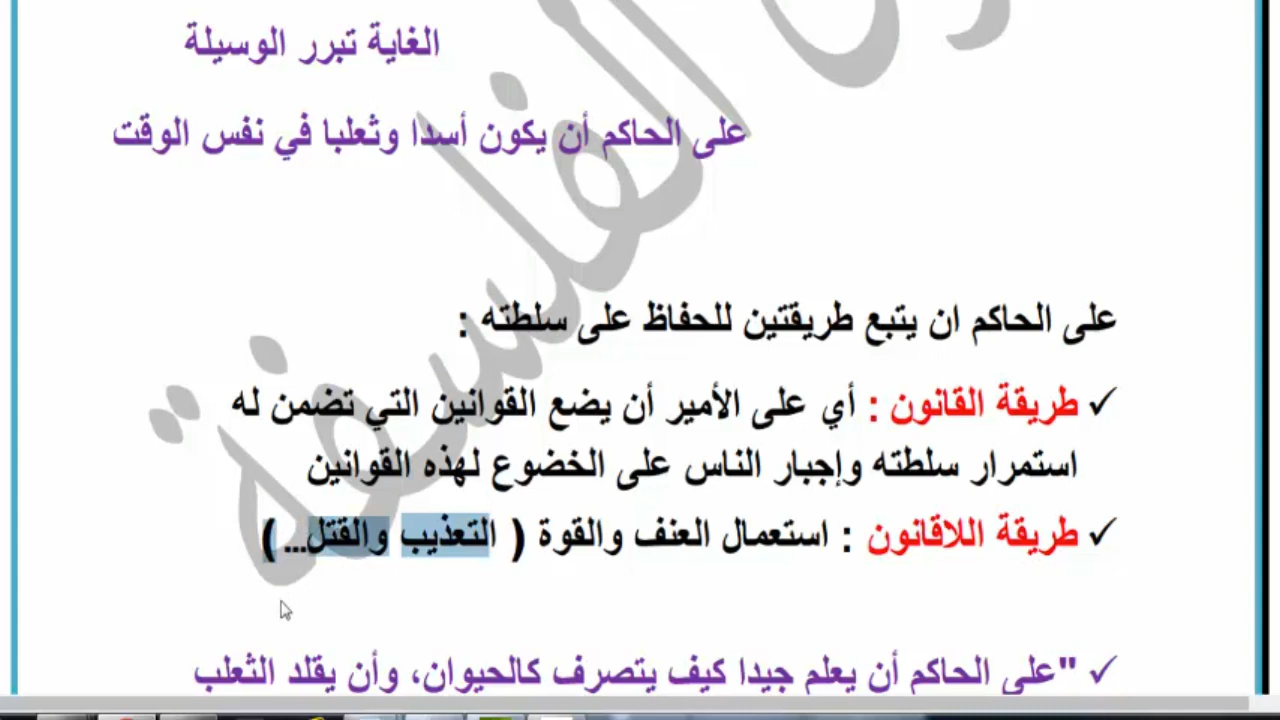 الغاية تبرر الوسيلة
على الحاكم أن يكون أسدا وثعلبا في نفس الوقت
على الحاكم ان يتبع طريقتين للحفاظ على سلطته :
✓ طريقة القانون : أي على الأمير أن يضع القوانين التي تضمن له
استمرار سلطته وإجبار الناس على الخضوع لهذه القوانين
✓ طريقة اللاقانون : استعمال العنف والقوة ( التعذيب والقتل... )
✓ "على الحاكم أن يعلم جيدا كيف يتصرف كالحيوان، وأن يقلد الثعلب
الفلسفة